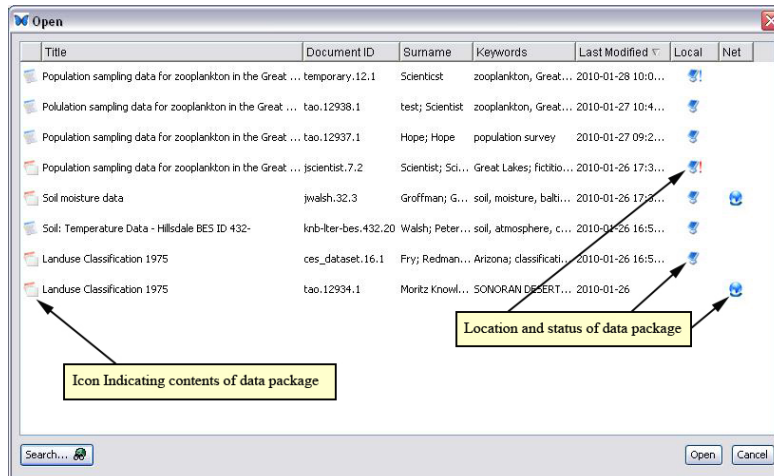 Open
Title Document ID Surname Keywords Last Modified Local Net
Population sampling data for zooplankton in the Great ... temporary.12.1 Scienticst zooplankton, Great... 2010-01-28 10:0...
Polulation sampling data for zooplankton in the Great ... tao.12938.1 test; Scientist zooplankton, Great... 2010-01-27 10:4...
Population sampling data for zooplankton in the Great ... tao.12937.1 Hope; Hope population survey 2010-01-27 09:2...
Population sampling data for zooplankton in the Great ... jscientist.7.2 Scientist; Sci... Great Lakes; fictitio... 2010-01-26 17:3...
Soil moisture data jwalsh.32.3 Groffman; G... soil, moisture, balti... 2010-01-26 17:3...
Soil: Temperature Data - Hillsdale BES ID 432- knb-lter-bes.432.20 Walsh; Peter... soil, atmosphere, c... 2010-01-26 16:5...
Landuse Classification 1975 ces_dataset.16.1 Fry; Redman... Arizona; classificati... 2010-01-26 16:5...
Landuse Classification 1975 tao.12934.1 Moritz Knowl... SONORAN DESERT... 2010-01-26
Location and status of data package
Icon Indicating contents of data package
Search... Open Cancel